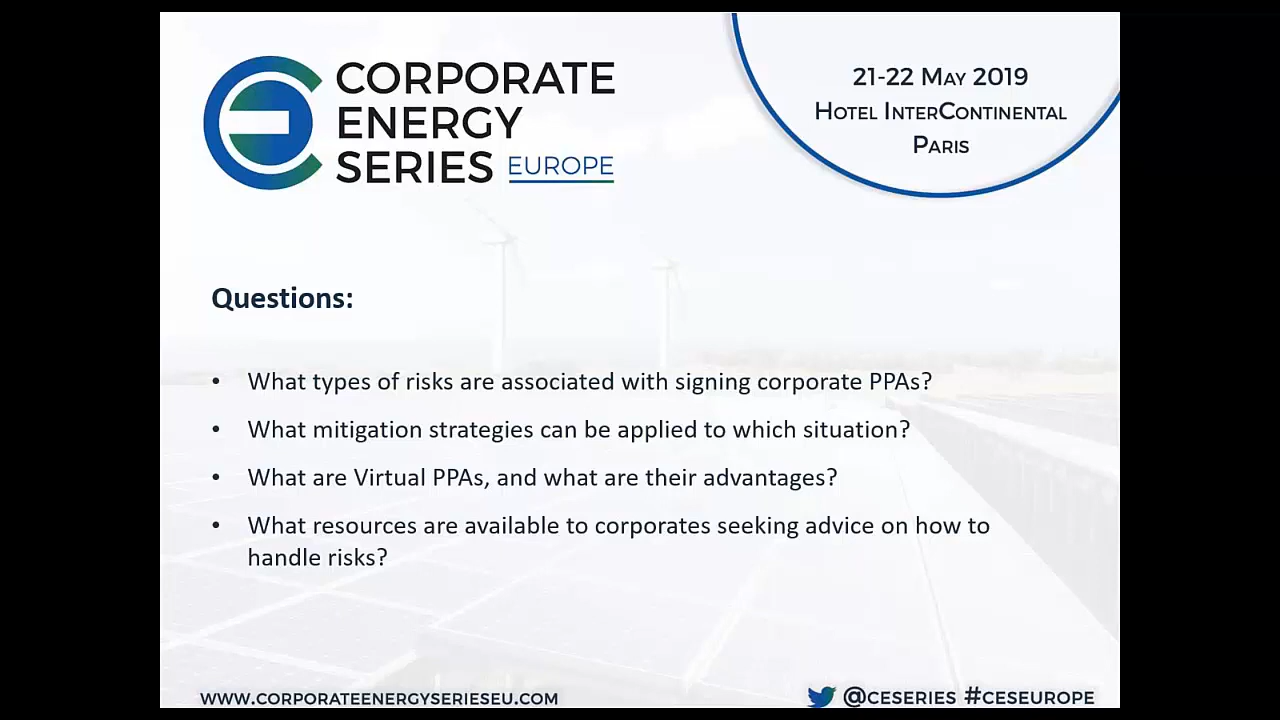 CORPORATE
ENERGY
SERIES EUROPE
21-22 May 2019
Hotel InterContinental
Paris
Questions:
• What types of risks are associated with signing corporate PPAs?
• What mitigation strategies can be applied to which situation?
• What are Virtual PPAs, and what are their advantages?
• What resources are available to corporates seeking advice on how to
handle risks?
www.corporateenergyserieseu.com
@CESERIES #CESEUROPE